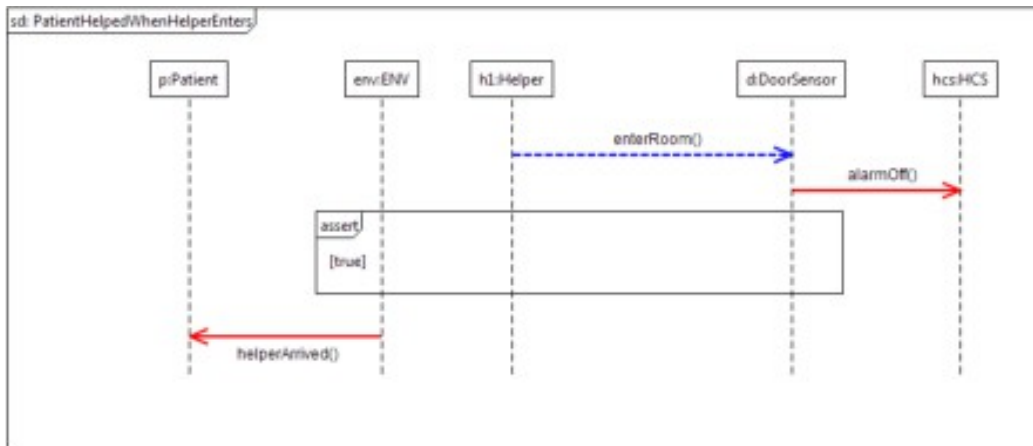 sd: PatientHelpedWhenHelperEnters
p:Patient
env:ENV
h1:Helper
d:DoorSensor
hcs:HCS
enterRoom()
alarmOff()
assert
[true]
helperArrived()